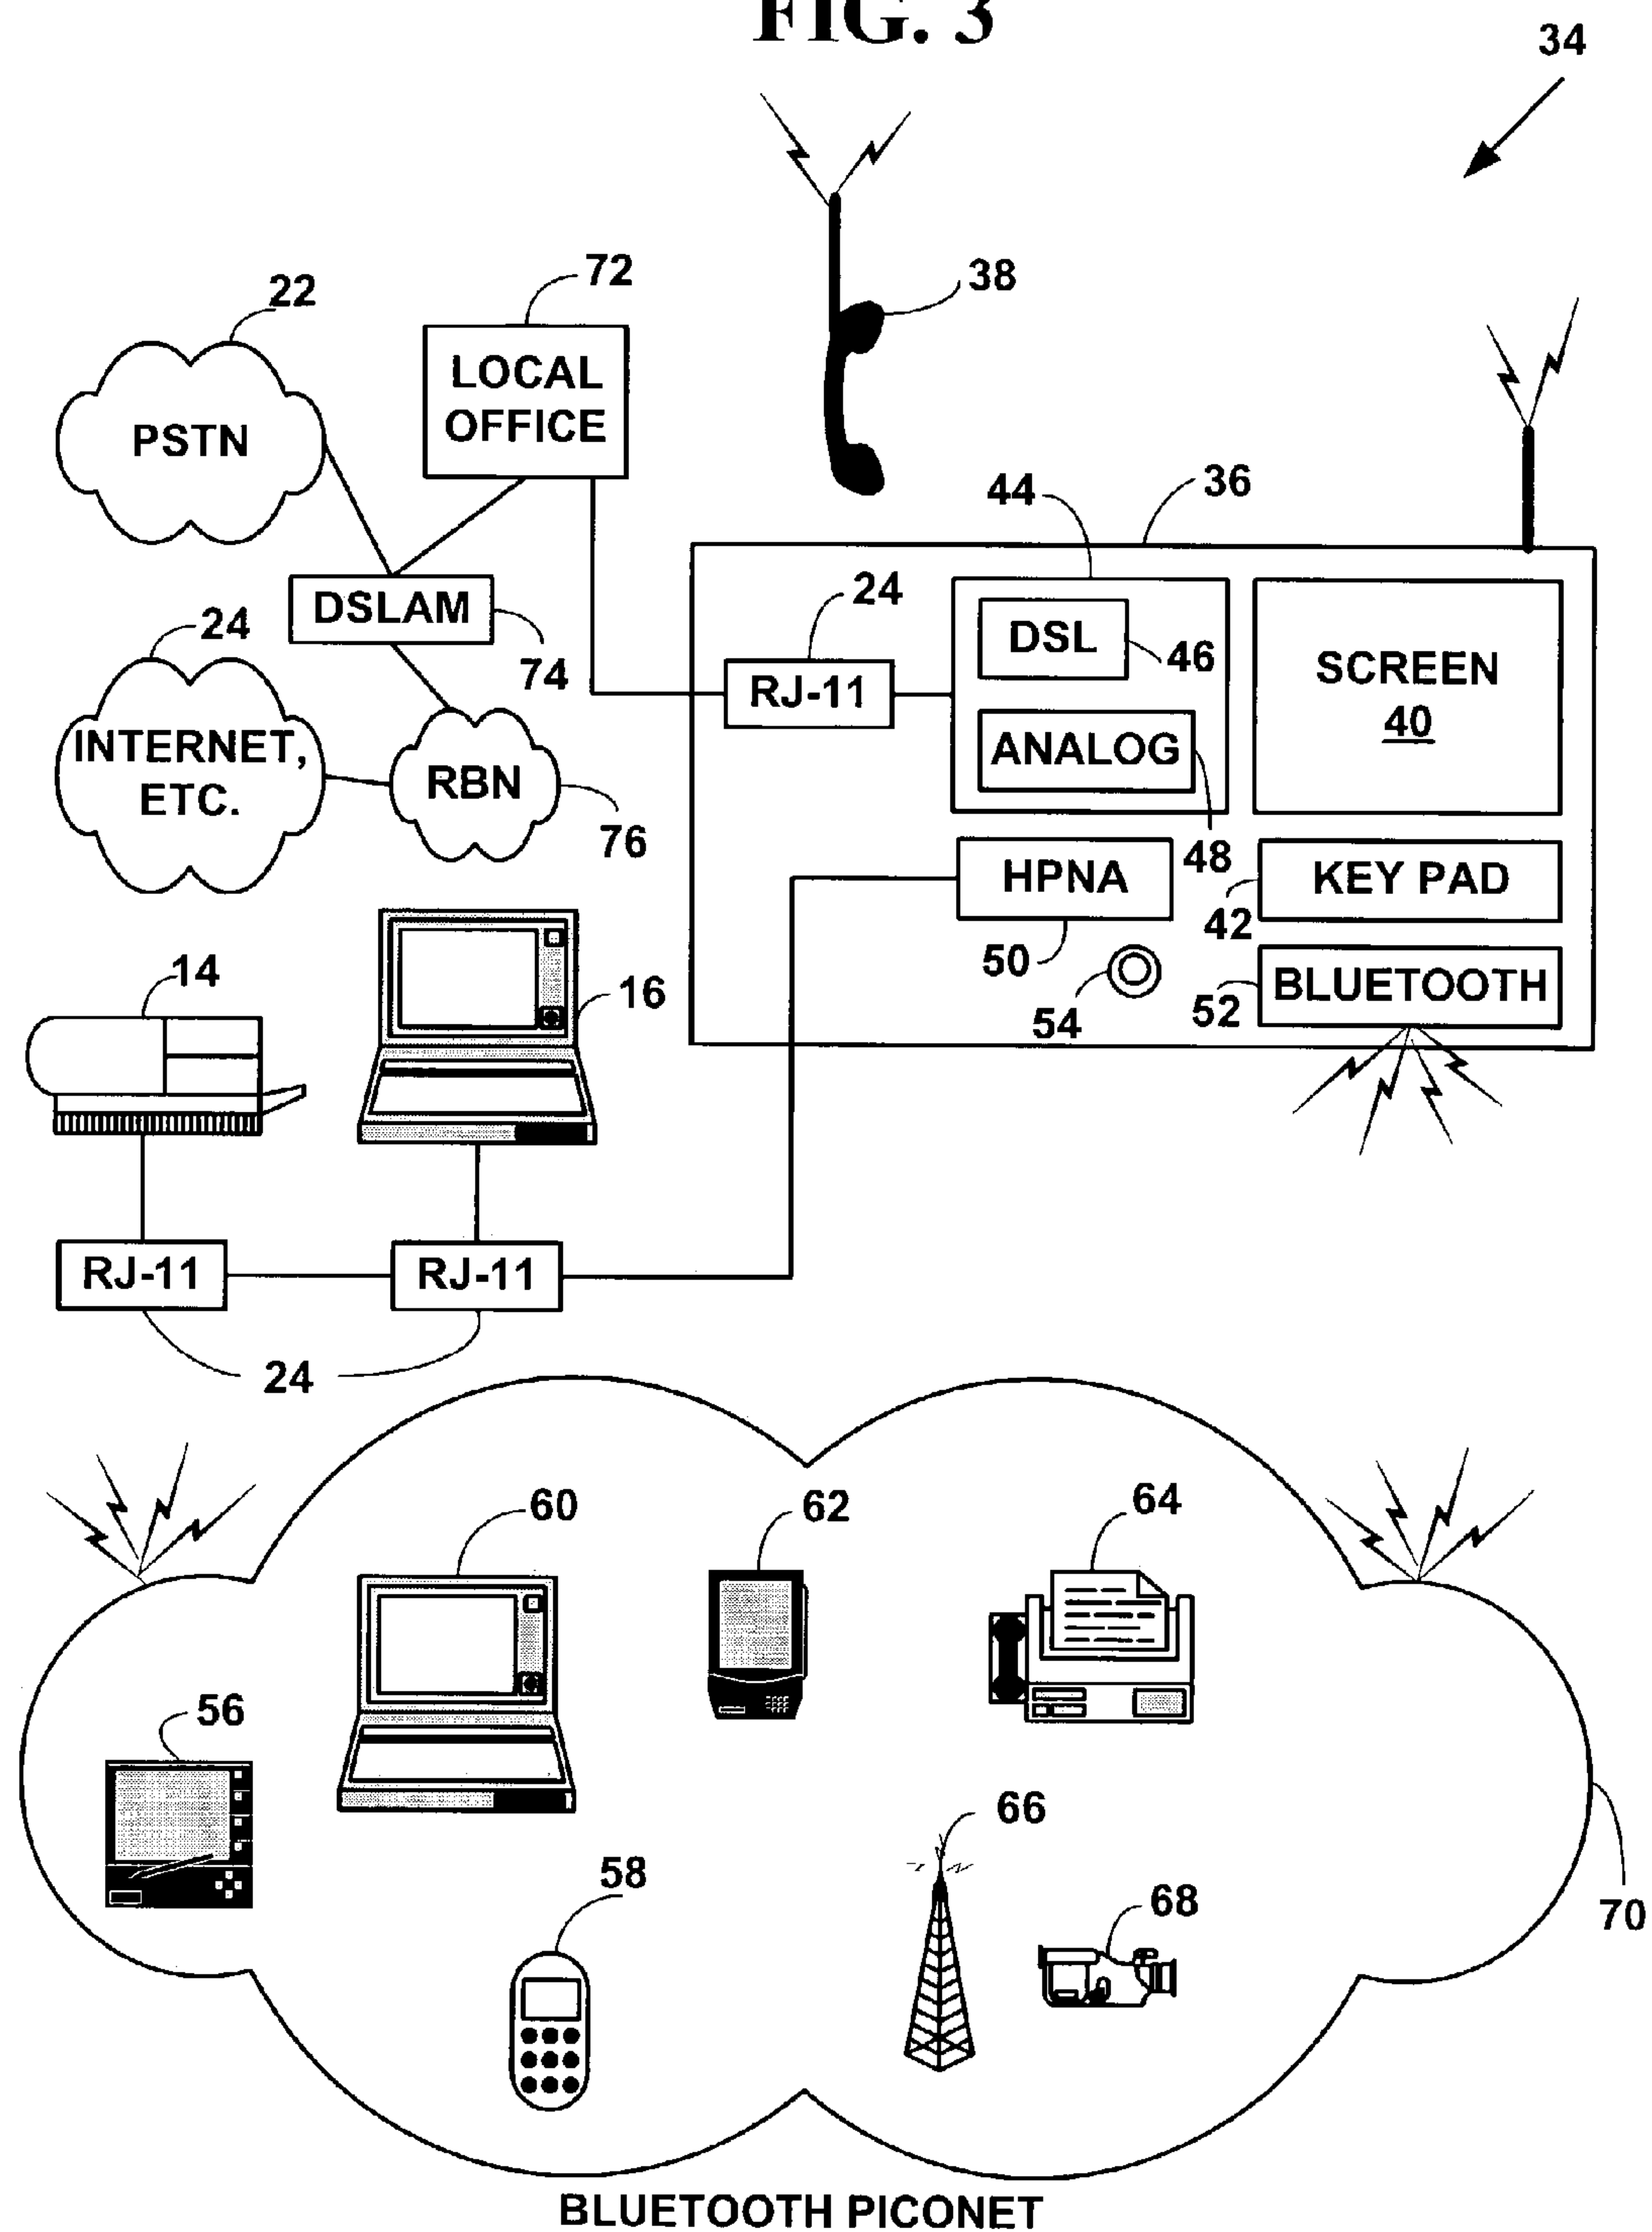 FIG. 3
34
38
72
22
LOCAL
OFFICE
PSTN
36
44
24
DSLAM
24
74
RJ-11
DSL
46
ANALOG
48
SCREEN
40
INTERNET,
ETC.
RBN
76
HPNA
50
KEY PAD
42
54
BLUETOOTH
52
14
16
RJ-11
RJ-11
24
60
62
64
56
66
58
68
70
BLUETOOTH PICONET